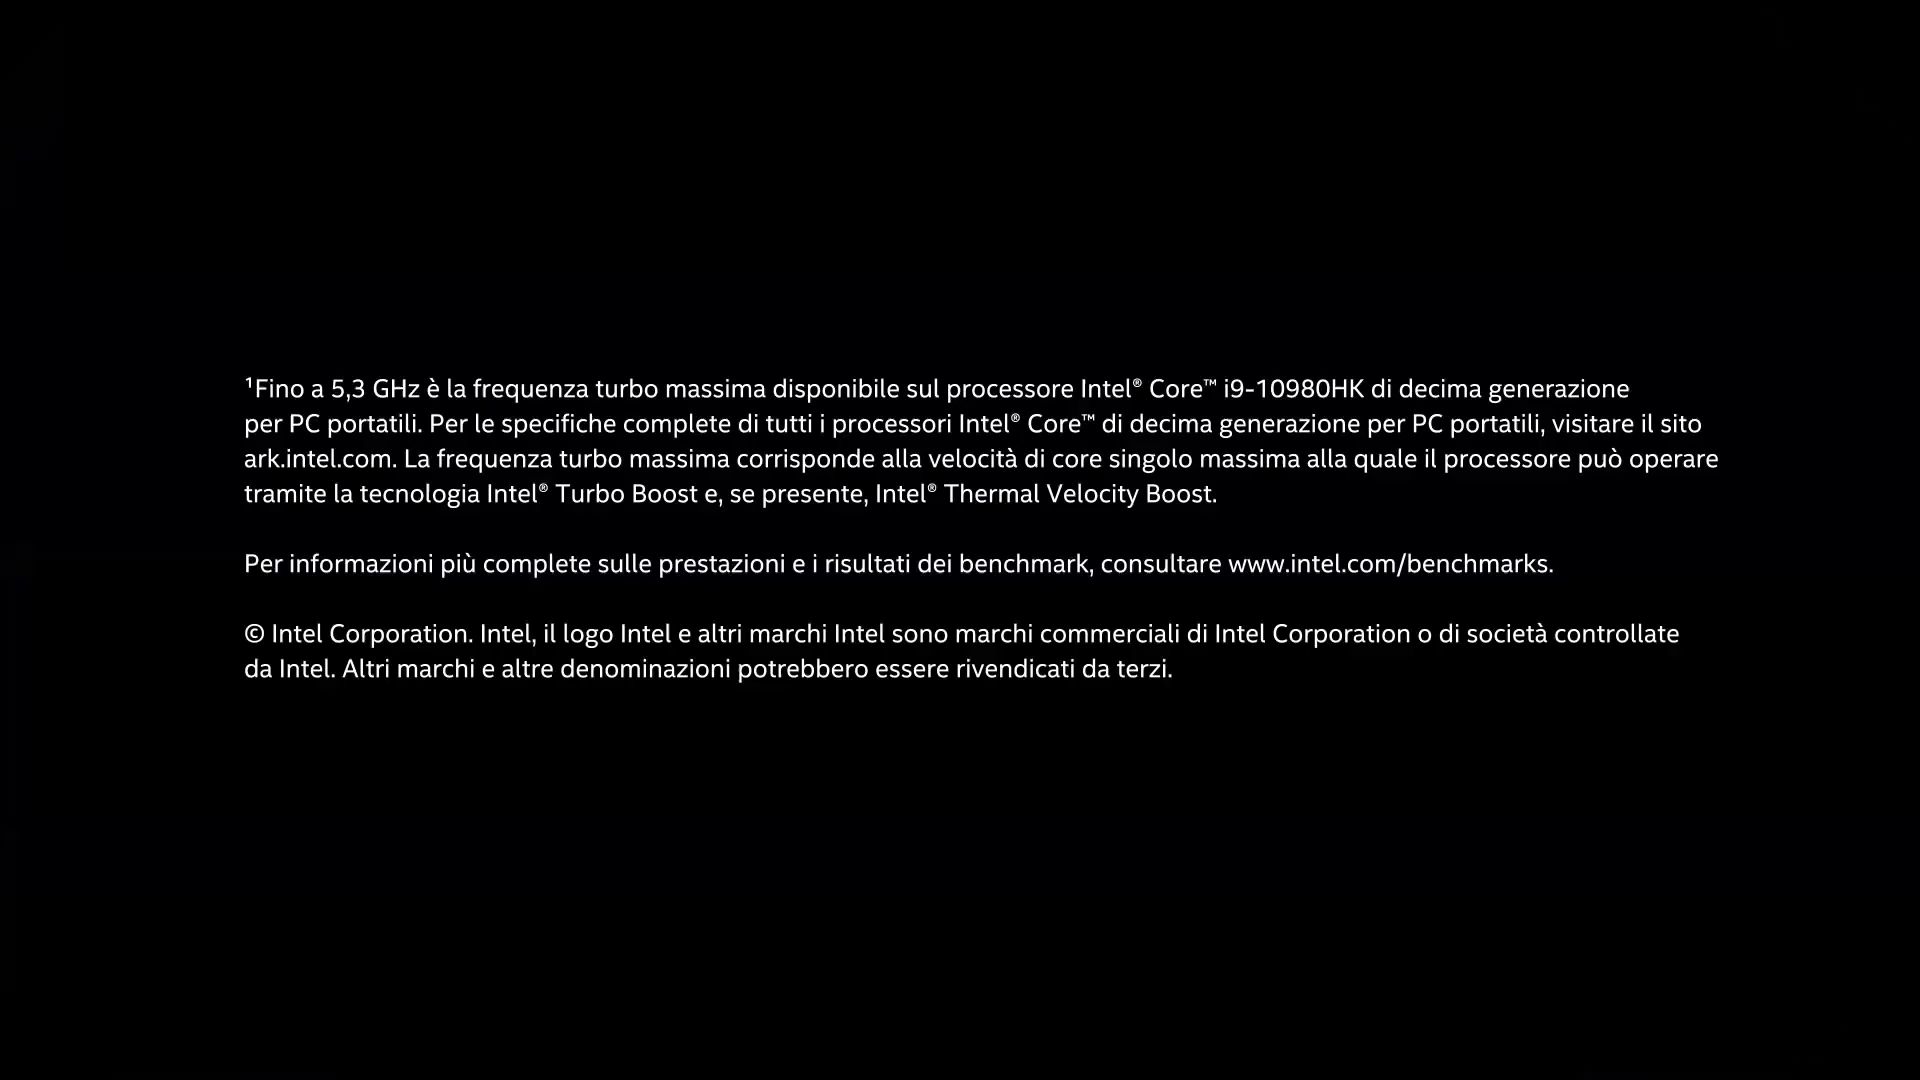 ¹Fino a 5,3 GHz è la frequenza turbo massima disponibile sul processore Intel® Core™ i9-10980HK di decima generazione
per PC portatili. Per le specifiche complete di tutti i processori Intel® Core™ di decima generazione per PC portatili, visitare il sito
ark.intel.com. La frequenza turbo massima corrisponde alla velocità di core singolo massima alla quale il processore può operare
tramite la tecnologia Intel® Turbo Boost e, se presente, Intel® Thermal Velocity Boost.
Per informazioni più complete sulle prestazioni e i risultati dei benchmark, consultare www.intel.com/benchmarks.
© Intel Corporation. Intel, il logo Intel e altri marchi Intel sono marchi commerciali di Intel Corporation o di società controllate
da Intel. Altri marchi e altre denominazioni potrebbero essere rivendicati da terzi.